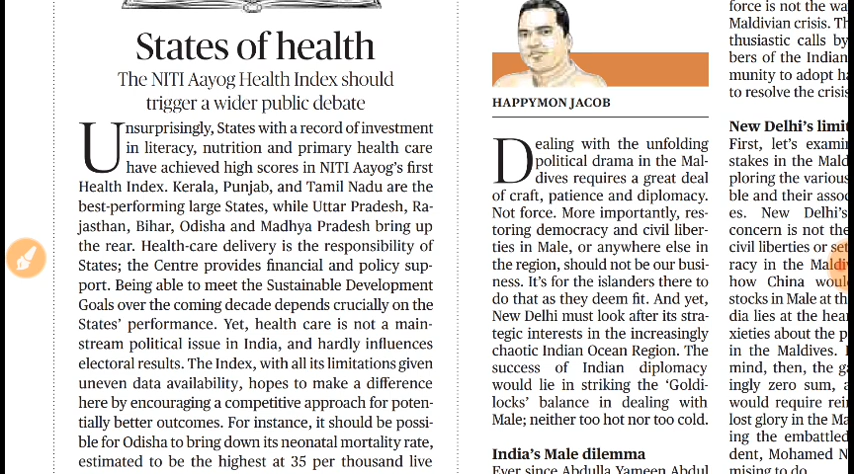 States of health
The NITI Aayog Health Index should
trigger a wider public debate
Unsurprisingly, States with a record of investment
in literacy, nutrition and primary health care
have achieved high scores in NITI Aayog's first
Health Index. Kerala, Punjab, and Tamil Nadu are the
best-performing large States, while Uttar Pradesh, Ra-
jasthan, Bihar, Odisha and Madhya Pradesh bring up
the rear. Health-care delivery is the responsibility of
States; the Centre provides financial and policy sup-
port. Being able to meet the Sustainable Development
Goals over the coming decade depends crucially on the
States' performance. Yet, health care is not a main-
stream political issue in India, and hardly influences
electoral results. The Index, with all its limitations given
uneven data availability, hopes to make a difference
here by encouraging a competitive approach for poten-
tially better outcomes. For instance, it should be possi-
ble for Odisha to bring down its neonatal mortality rate,
estimated to be the highest at 35 per thousand live
HAPPYMON JACOB
Dealing with the unfolding
political drama in the Mal-
dives requires a great deal
of craft, patience and diplomacy.
Not force. More importantly, res-
toring democracy and civil liber-
ties in Male, or anywhere else in
the region, should not be our busi-
ness. It's for the islanders there to
do that as they deem fit. And yet,
New Delhi must look after its stra-
tegic interests in the increasingly
chaotic Indian Ocean Region. The
success of Indian diplomacy
would lie in striking the 'Goldi-
locks' balance in dealing with
Male; neither too hot nor too cold.
India's Male dilemma
Ever since Abdulla Yameen Abdul
force is not the
Maldivian crisis.
thusiastic calls by
bers of the Indian
munity to adopt
to resolve the crisis
New Delhi's
First, let's
stakes in the
ploring the various
ble and their
es. New Delhi's
concern is not the
civil liberties or
racy in the
how China
stocks in Male at
dia lies at the
xieties about the
in the Maldives.
mind, then, the
ingly zero sum,
would require
lost glory in the
ing the embattled
dent, Mohamed
mising to do